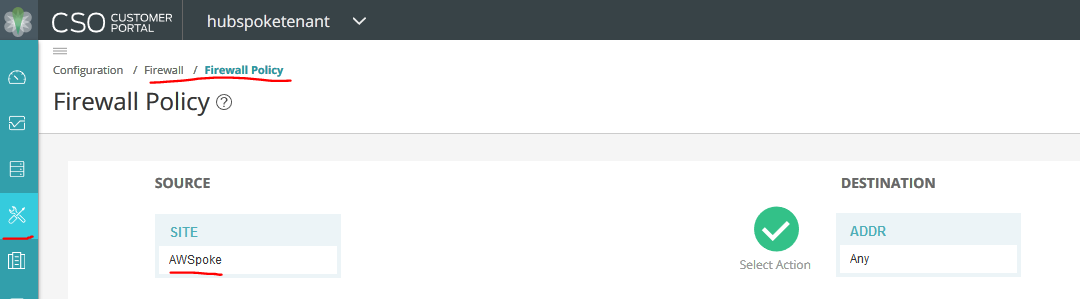 CSO CUSTOMER PORTAL hubspoketenant
Configuration / Firewall / Firewall Policy
Firewall Policy ?
SOURCE
DESTINATION
SITE
AWSpoke
Select Action
ADDR
Any